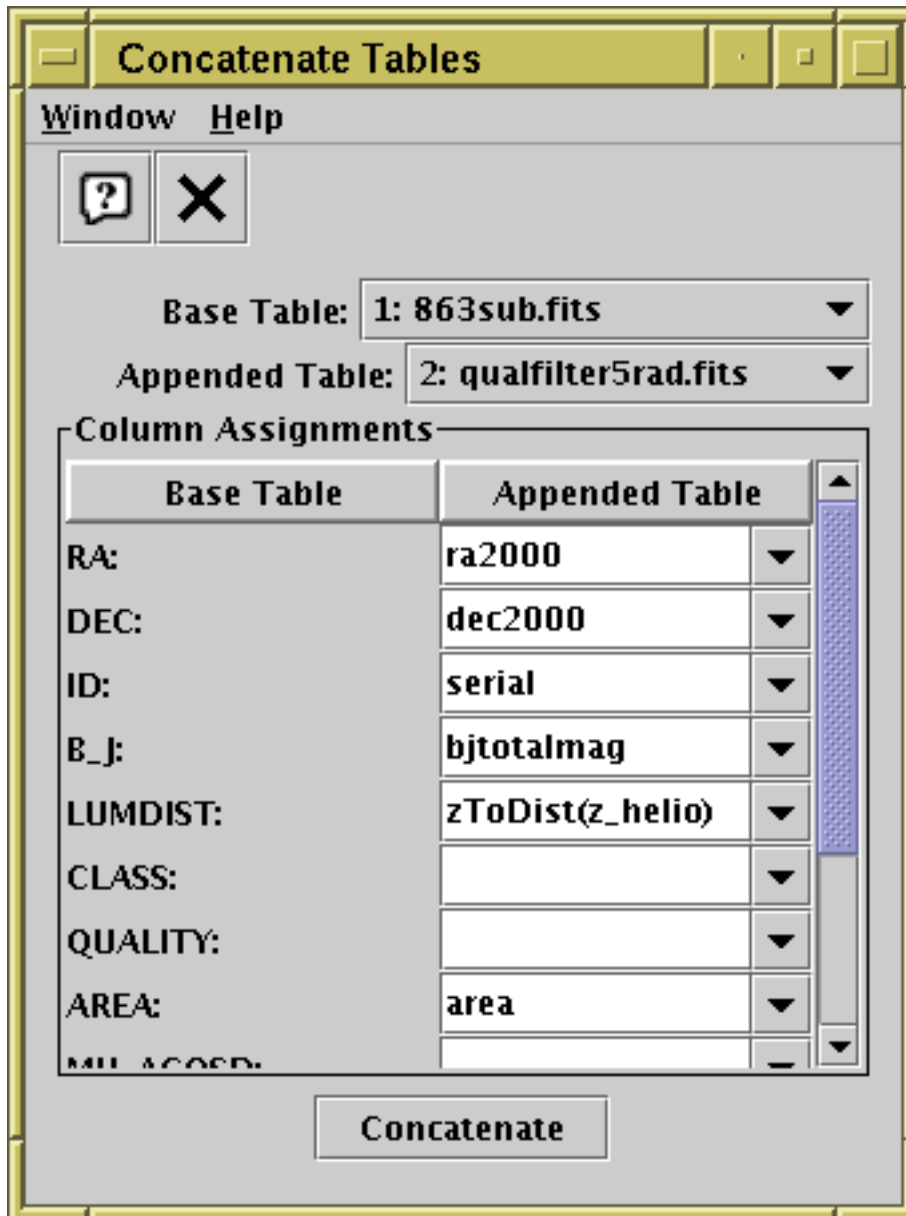 Concatenate Tables
Window Help
Base Table: 1: 863sub.fits
Appended Table: 2: qualfilter5rad.fits
Column Assignments
Base Table Appended Table
RA: ra2000
DEC: dec2000
ID: serial
B_J: bjtotalmag
LUMDIST: zToDist(z_helio)
CLASS:
QUALITY:
AREA: area
Concatenate